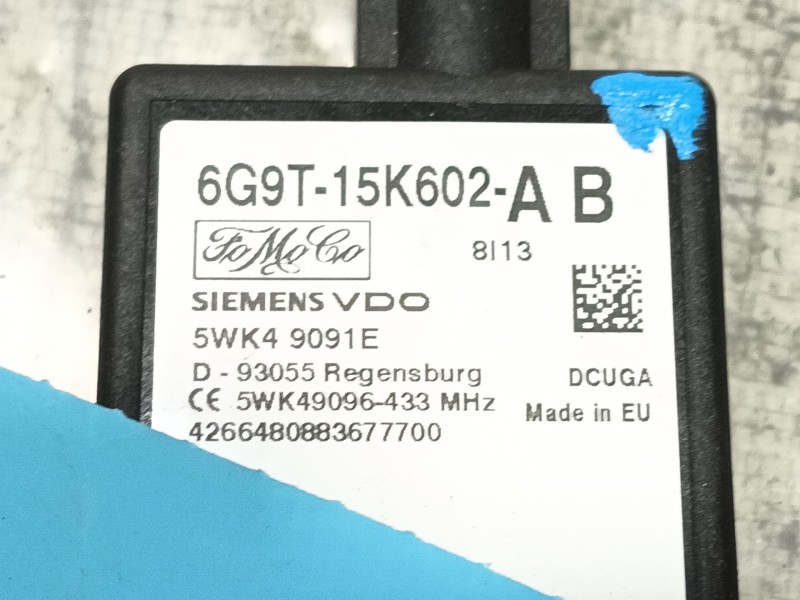 6G9T-15K602-A B
FoMoCo
8I13
SIEMENS VDO
5WK4 9091E
D - 93055 Regensburg
DCUGA
CE 5WK49096-433 MHz
Made in EU
4266480883677700